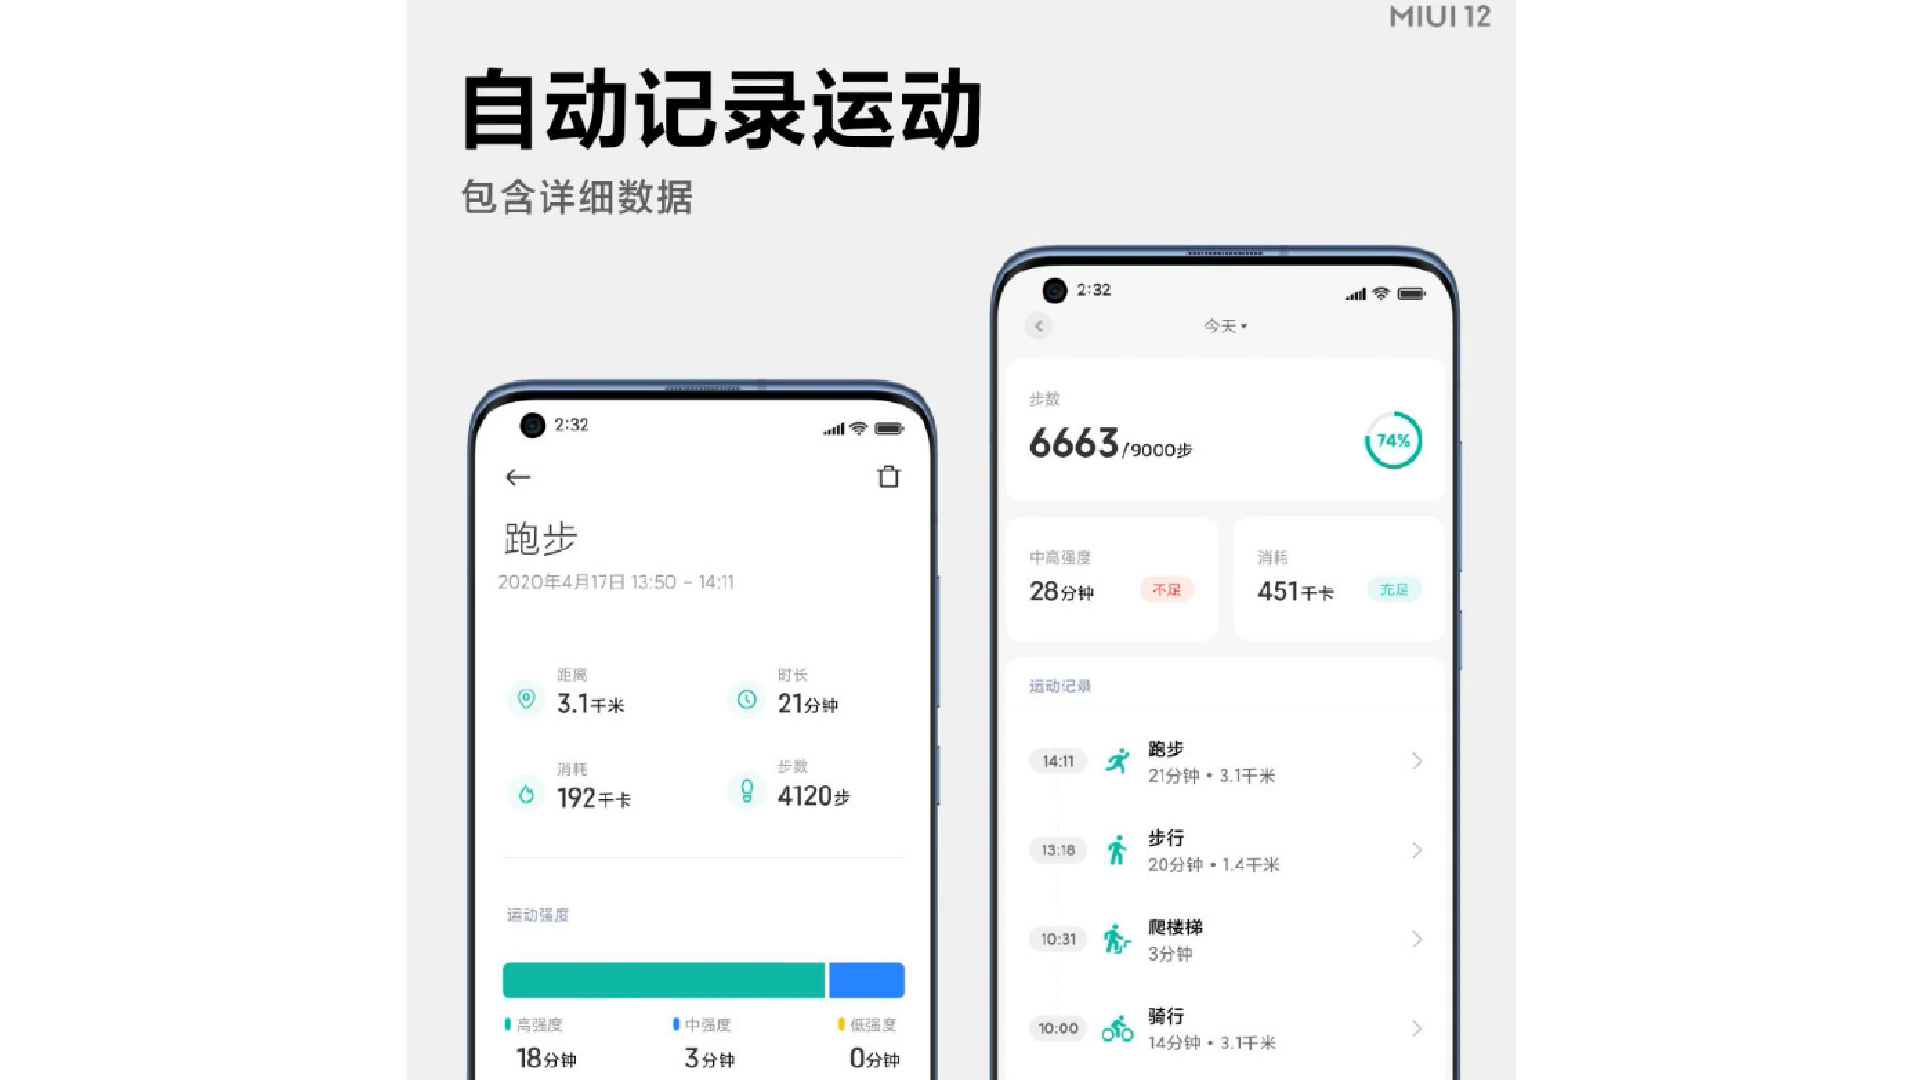 MIUI 12
自动记录运动
包含详细数据
2:32
跑步
2020年4月17日 13:50 - 14:11
距离
3.1千米
时长
21分钟
消耗
192千卡
步数
4120步
运动强度
高强度
中强度
低强度
18分钟
3分钟
0分钟
2:32
今天
步数
6663/9000步
74%
中高强度
28分钟
不足
消耗
451千卡
充足
运动记录
14:11
跑步
21分钟 • 3.1千米
13:18
步行
20分钟 • 1.4千米
10:31
爬楼梯
3分钟
10:00
骑行
14分钟 • 3.1千米